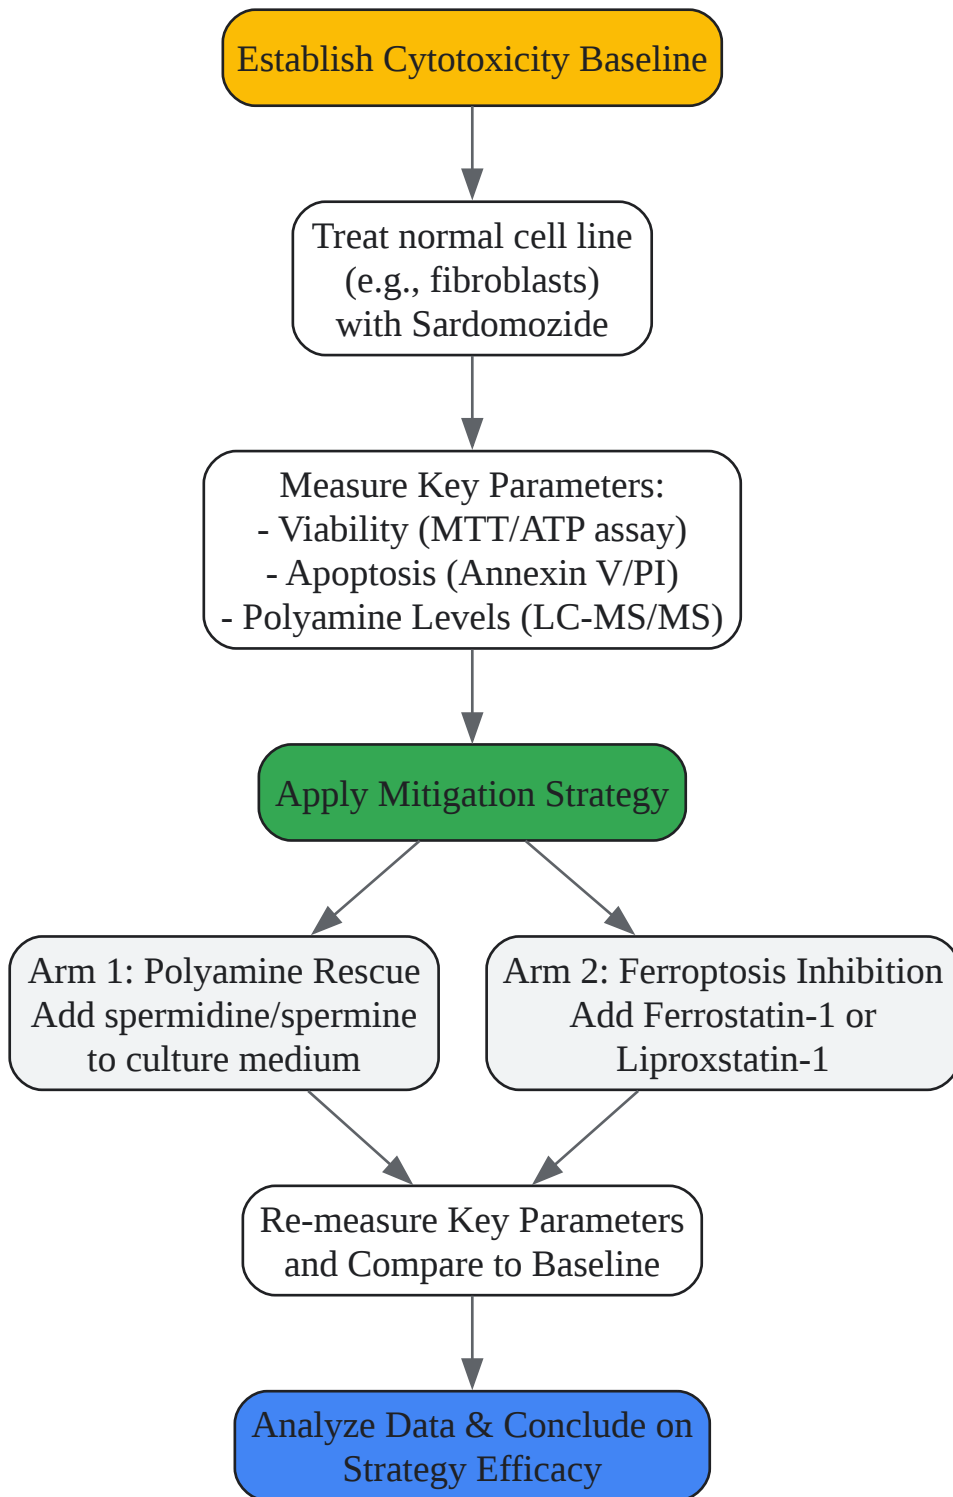 Establish Cytotoxicity Baseline
Treat normal cell line
(e.g., fibroblasts)
with Sardomozide
Measure Key Parameters:
- Viability (MTT/ATP assay)
- Apoptosis (Annexin V/PI)
- Polyamine Levels (LC-MS/MS)
Apply Mitigation Strategy
Arm 1: Polyamine Rescue
Add spermidine/spermine
to culture medium
Arm 2: Ferroptosis Inhibition
Add Ferrostatin-1 or
Liproxstatin-1
Re-measure Key Parameters
and Compare to Baseline
Analyze Data & Conclude on
Strategy Efficacy